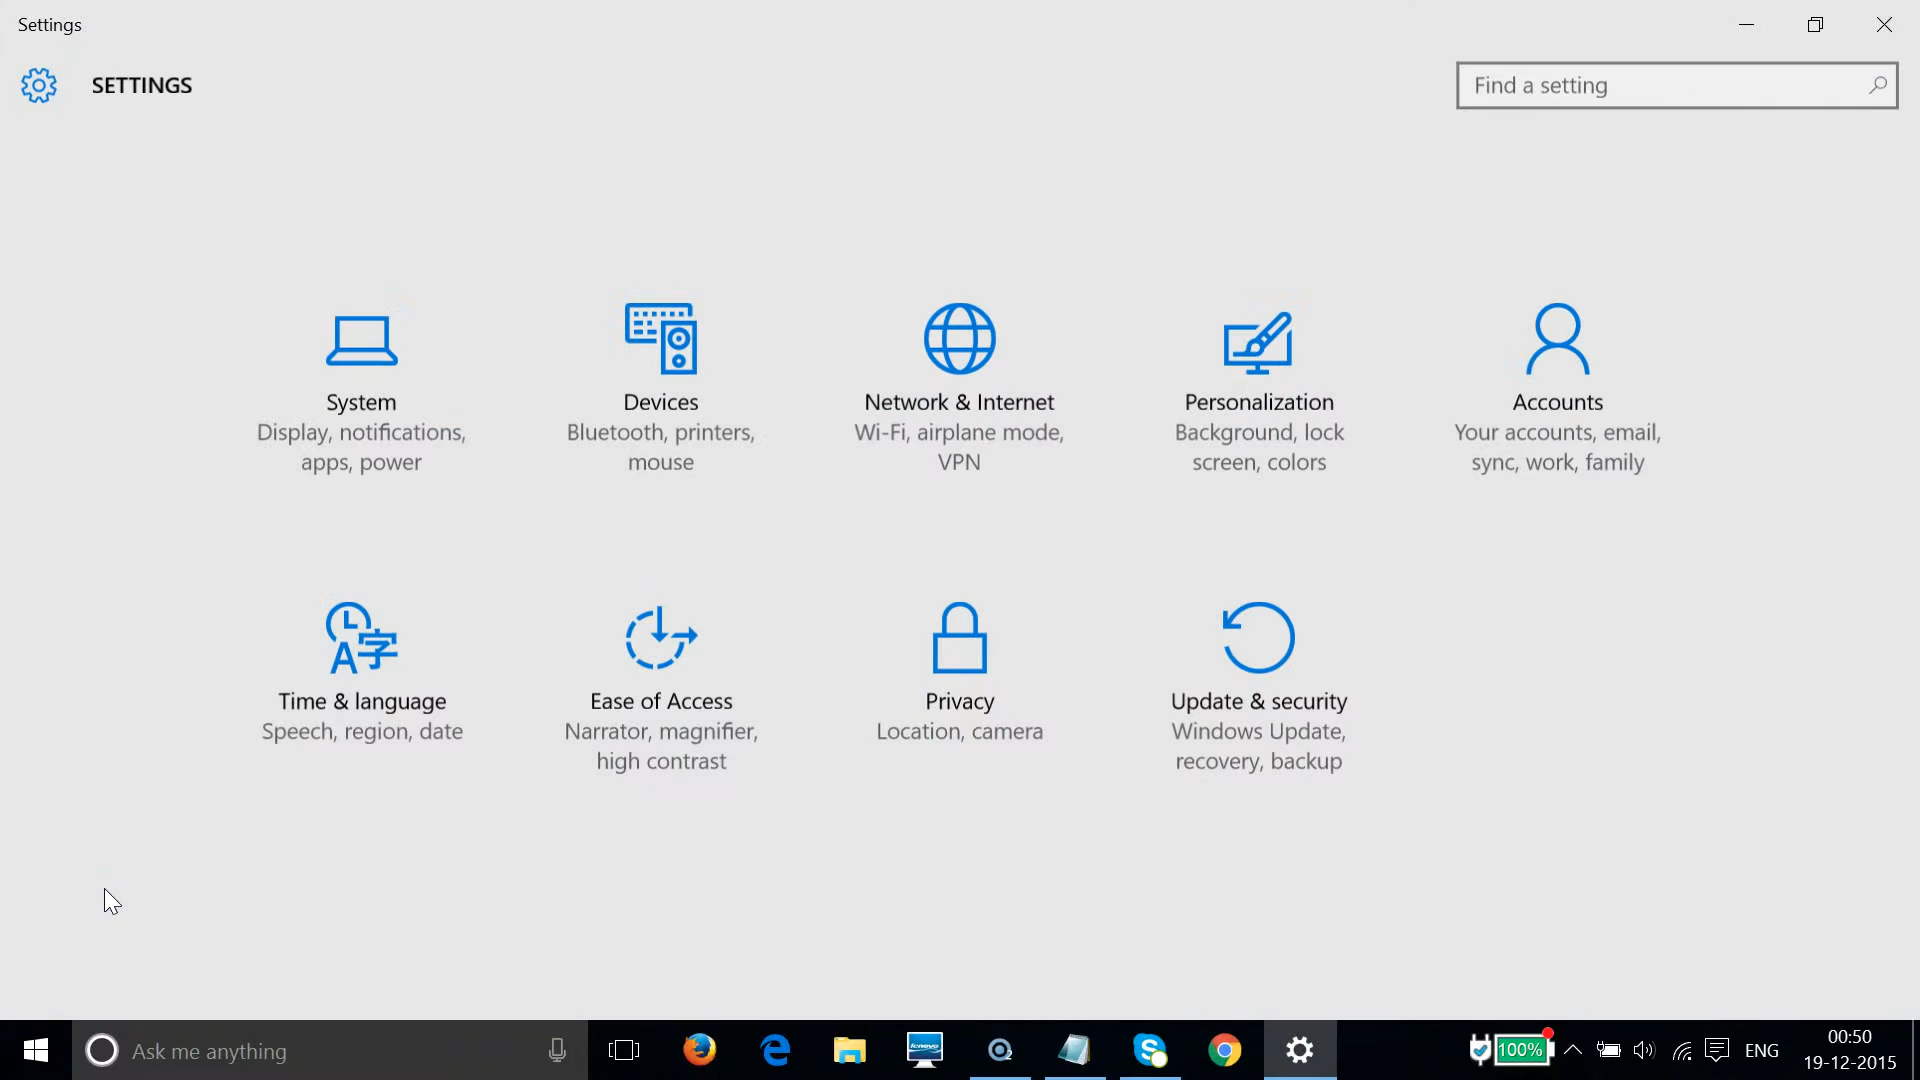 Settings
SETTINGS
Find a setting
System
Display, notifications,
apps, power
Devices
Bluetooth, printers,
mouse
Network & Internet
Wi-Fi, airplane mode,
VPN
Personalization
Background, lock
screen, colors
Accounts
Your accounts, email,
sync, work, family
Time & language
Speech, region, date
Ease of Access
Narrator, magnifier,
high contrast
Privacy
Location, camera
Update & security
Windows Update,
recovery, backup
Ask me anything
lenovo
100%
ENG
00:50
19-12-2015